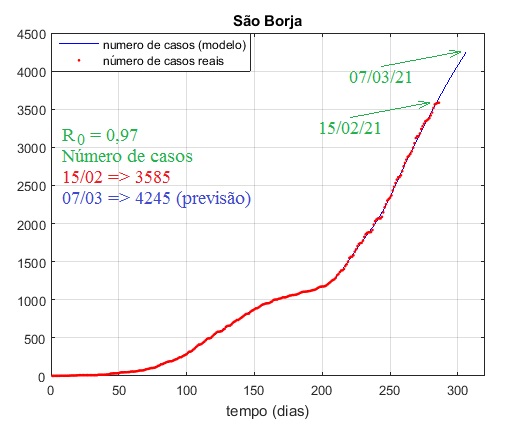 São Borja
4500
4000
3500
3000
2500
2000
1500
1000
500
0
numero de casos (modelo)
número de casos reais
07/03/21
15/02/21
R0 = 0,97
Número de casos
15/02 => 3585
07/03 => 4245 (previsão)
0 50 100 150 200 250 300
tempo (dias)